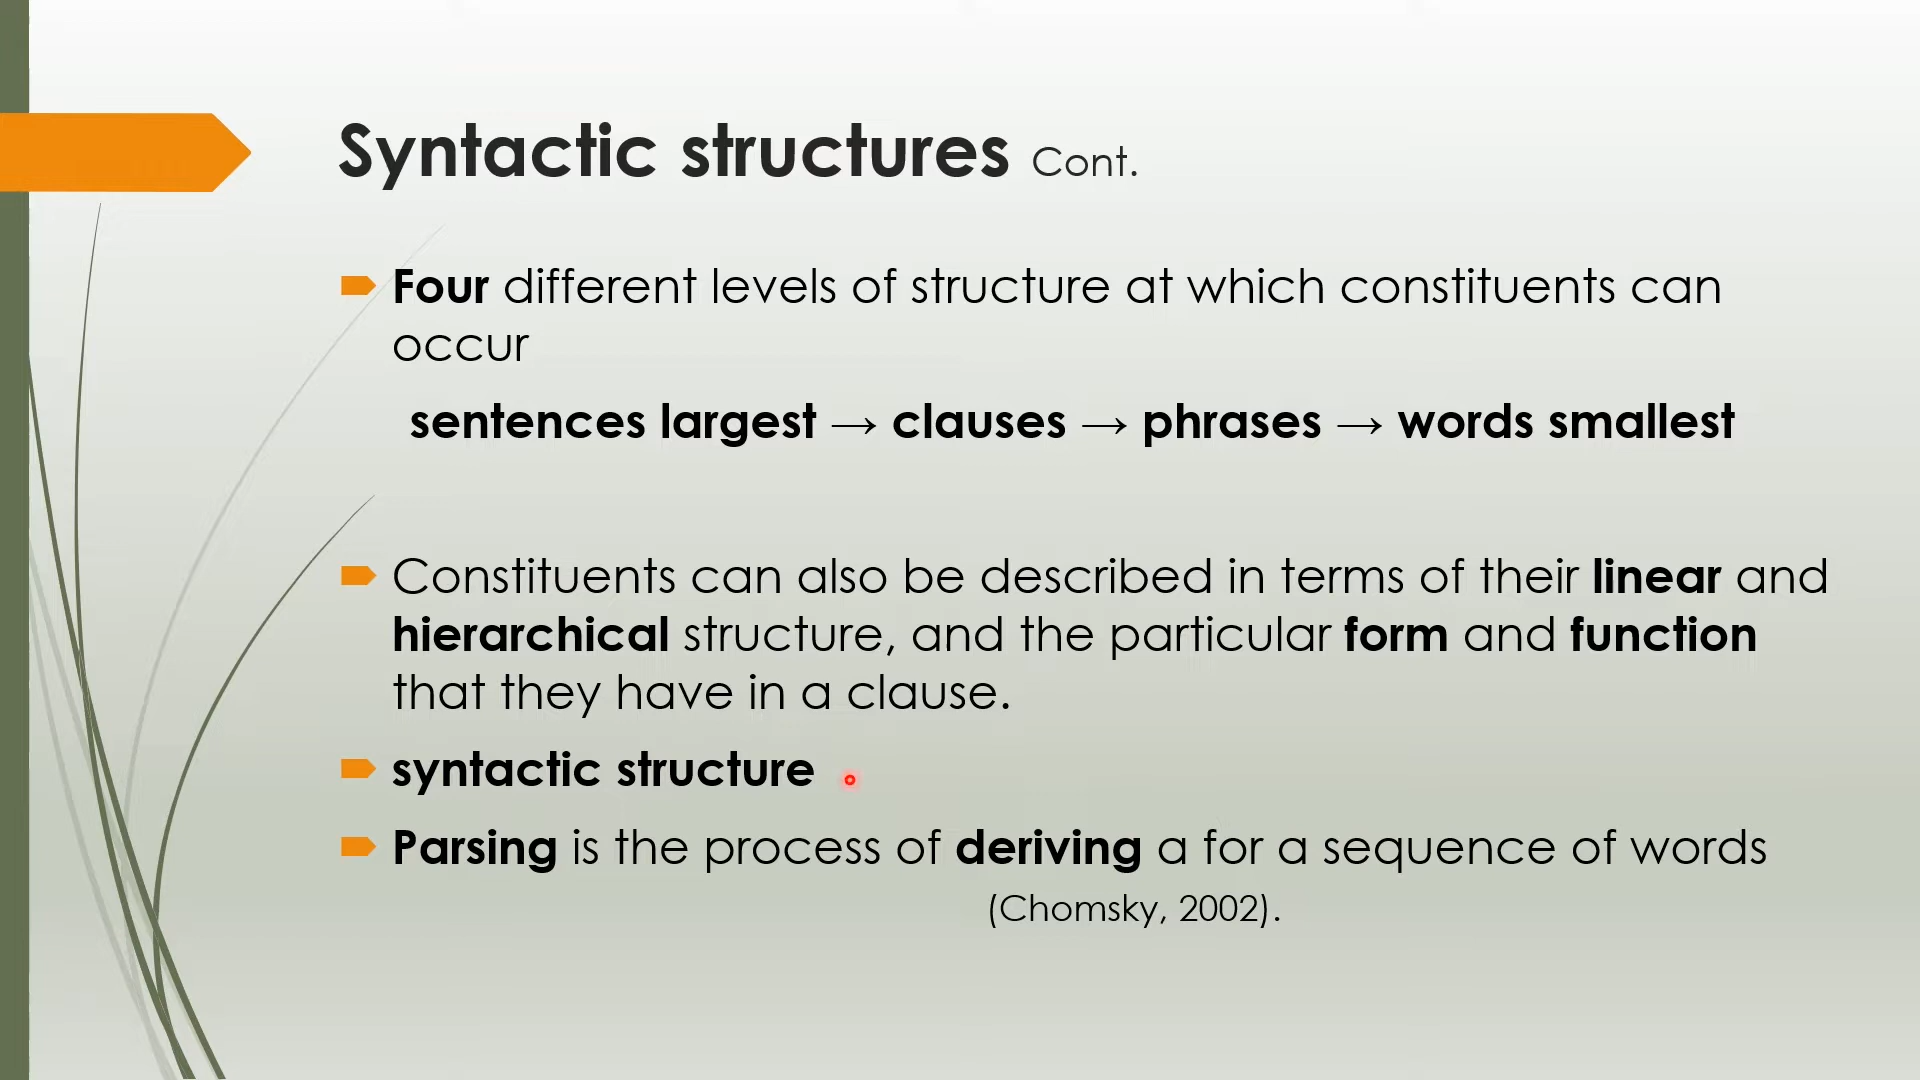 Syntactic structures Cont.
Four different levels of structure at which constituents can
occur
sentences largest → clauses → phrases → words smallest
Constituents can also be described in terms of their linear and
hierarchical structure, and the particular form and function
that they have in a clause.
syntactic structure
Parsing is the process of deriving a for a sequence of words
(Chomsky, 2002).